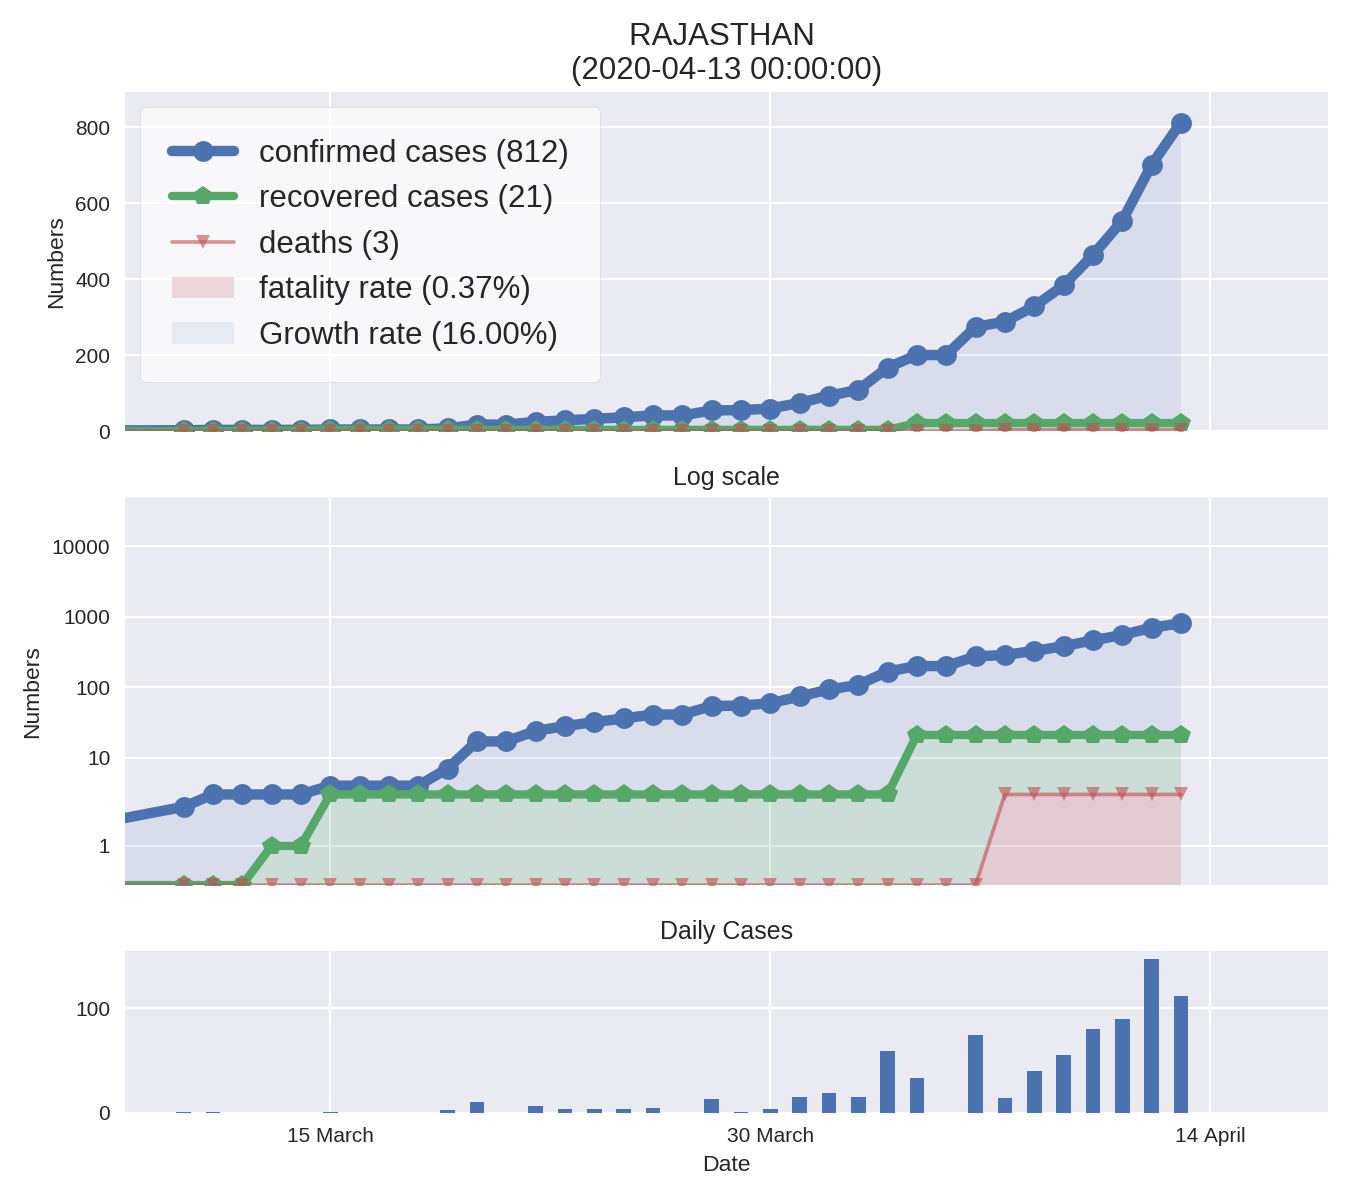 RAJASTHAN
(2020-04-13 00:00:00)
800
600
400
200
0
Numbers
confirmed cases (812)
recovered cases (21)
deaths (3)
fatality rate (0.37%)
Growth rate (16.00%)
Log scale
10000
1000
100
10
1
Numbers
Daily Cases
100
0
15 March
30 March
14 April
Date